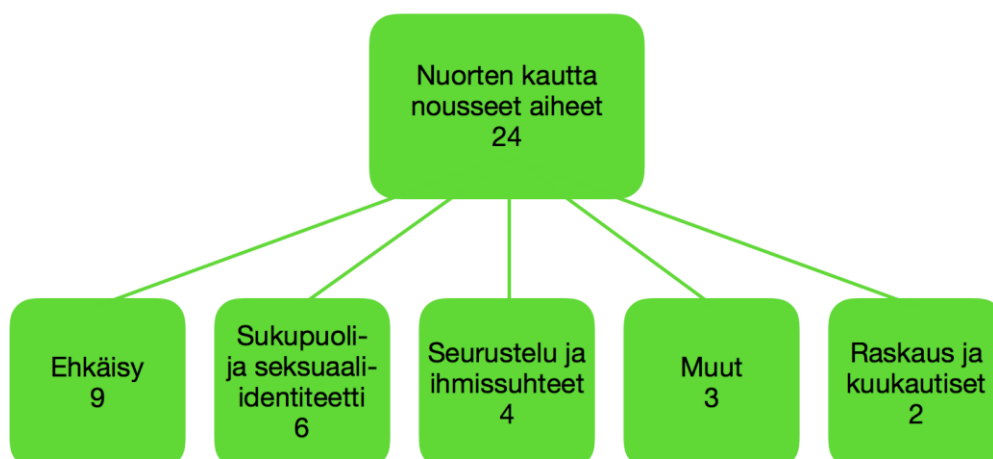 Nuorten kautta
nousseet aiheet
24
Ehkäisy
9
Sukupuoli-
ja seksuaali-
identiteetti
6
Seurustelu ja
ihmissuhteet
4
Muut
3
Raskaus ja
kuukautiset
2